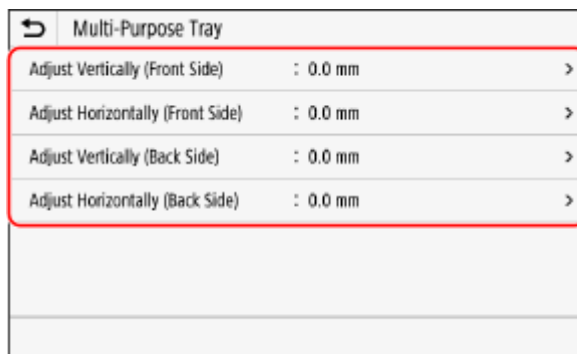 Multi-Purpose Tray
Adjust Vertically (Front Side) : 0.0 mm >
Adjust Horizontally (Front Side) : 0.0 mm >
Adjust Vertically (Back Side) : 0.0 mm >
Adjust Horizontally (Back Side) : 0.0 mm >